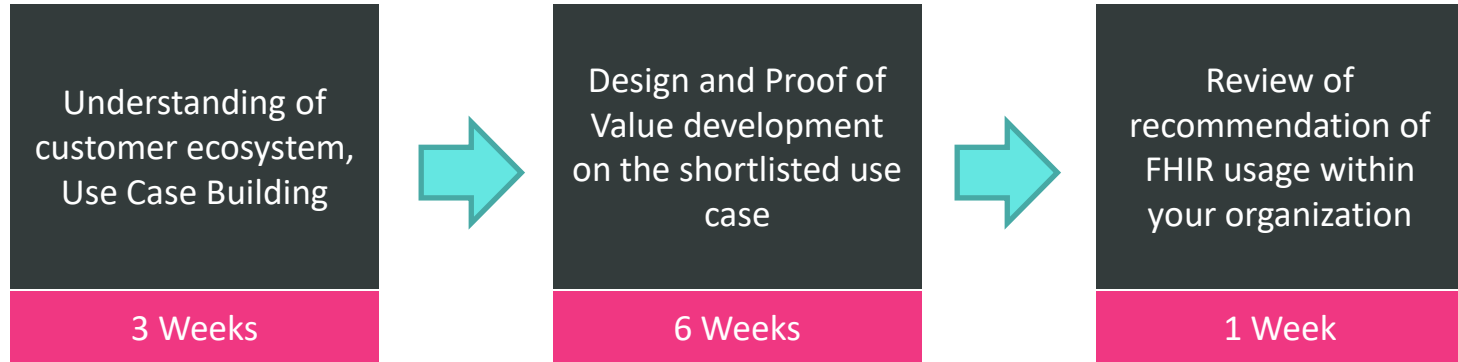 Understanding of
customer ecosystem,
Use Case Building
3 Weeks
Design and Proof of
Value development
on the shortlisted use
case
6 Weeks
Review of
recommendation of
FHIR usage within
your organization
1 Week